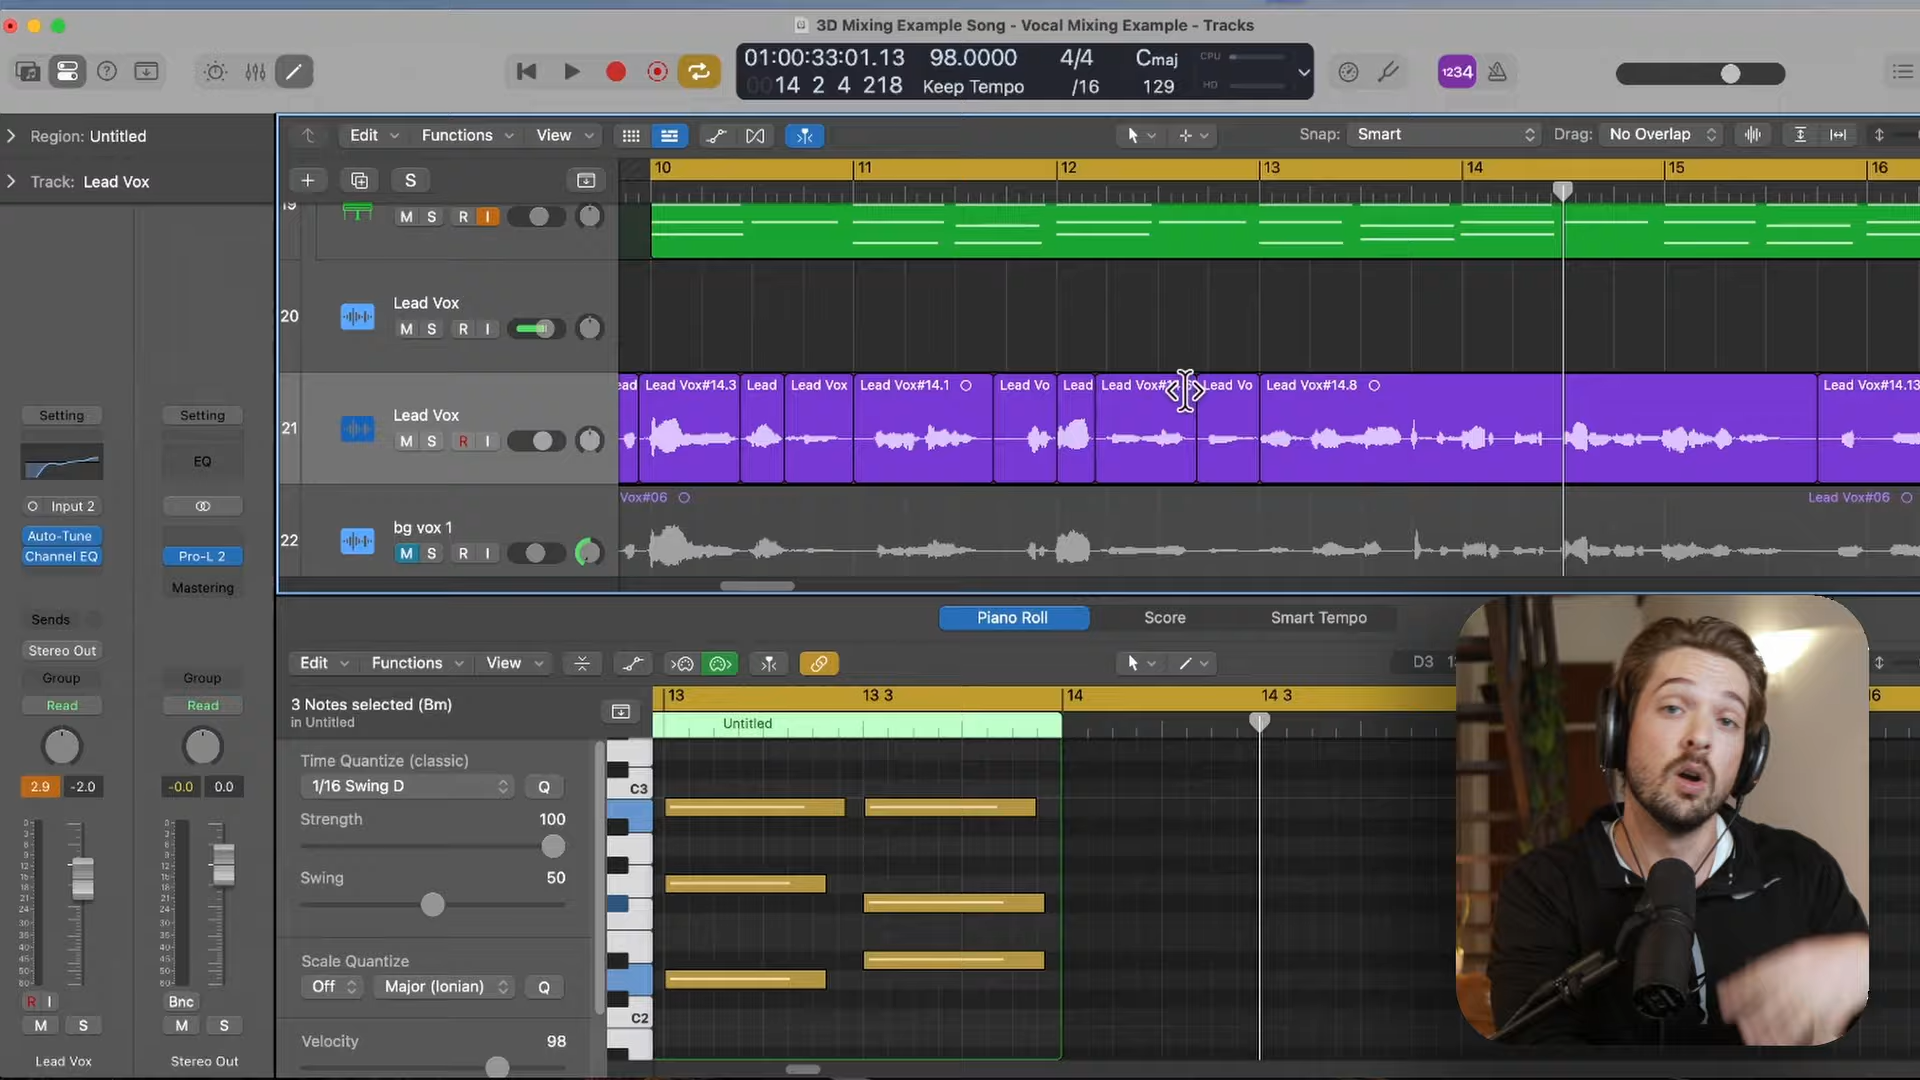 3D Mixing Example Song - Vocal Mixing Example - Tracks
01:00:33:01.13 98.0000 4/4 Cmaj CPU
14 2 4 218 Keep Tempo /16 129 HD
1234
Region: Untitled
Edit Functions View
Snap: Smart Drag: No Overlap
Track: Lead Vox
S
10 11 12 13 14 15 16
19
M S R I
20
Lead Vox
M S R I
21
Lead Vox
M S R I
Lead Vox#14.3 Lead Lead Vox Lead Vox#14.1 Lead Vo Lead Lead Vo Lead Vox#14.8 Lead Vox#14.13
22
bg vox 1
M S R I
Vox#06 Lead Vox#06
Setting Setting
EQ
Input 2
Auto-Tune
Channel EQ Pro-L 2
Mastering
Sends
Stereo Out
Group Group
Read Read
2.9 -2.0 -0.0 0.0
R I Bnc
M S M S
Lead Vox Stereo Out
Piano Roll Score Smart Tempo
Edit Functions View
D3
13 13 3 14 14 3
3 Notes selected (Bm)
in Untitled
Untitled
Time Quantize (classic)
1/16 Swing D Q
Strength 100
Swing 50
Scale Quantize
Off Major (Ionian) Q
Velocity 98
C3
C2